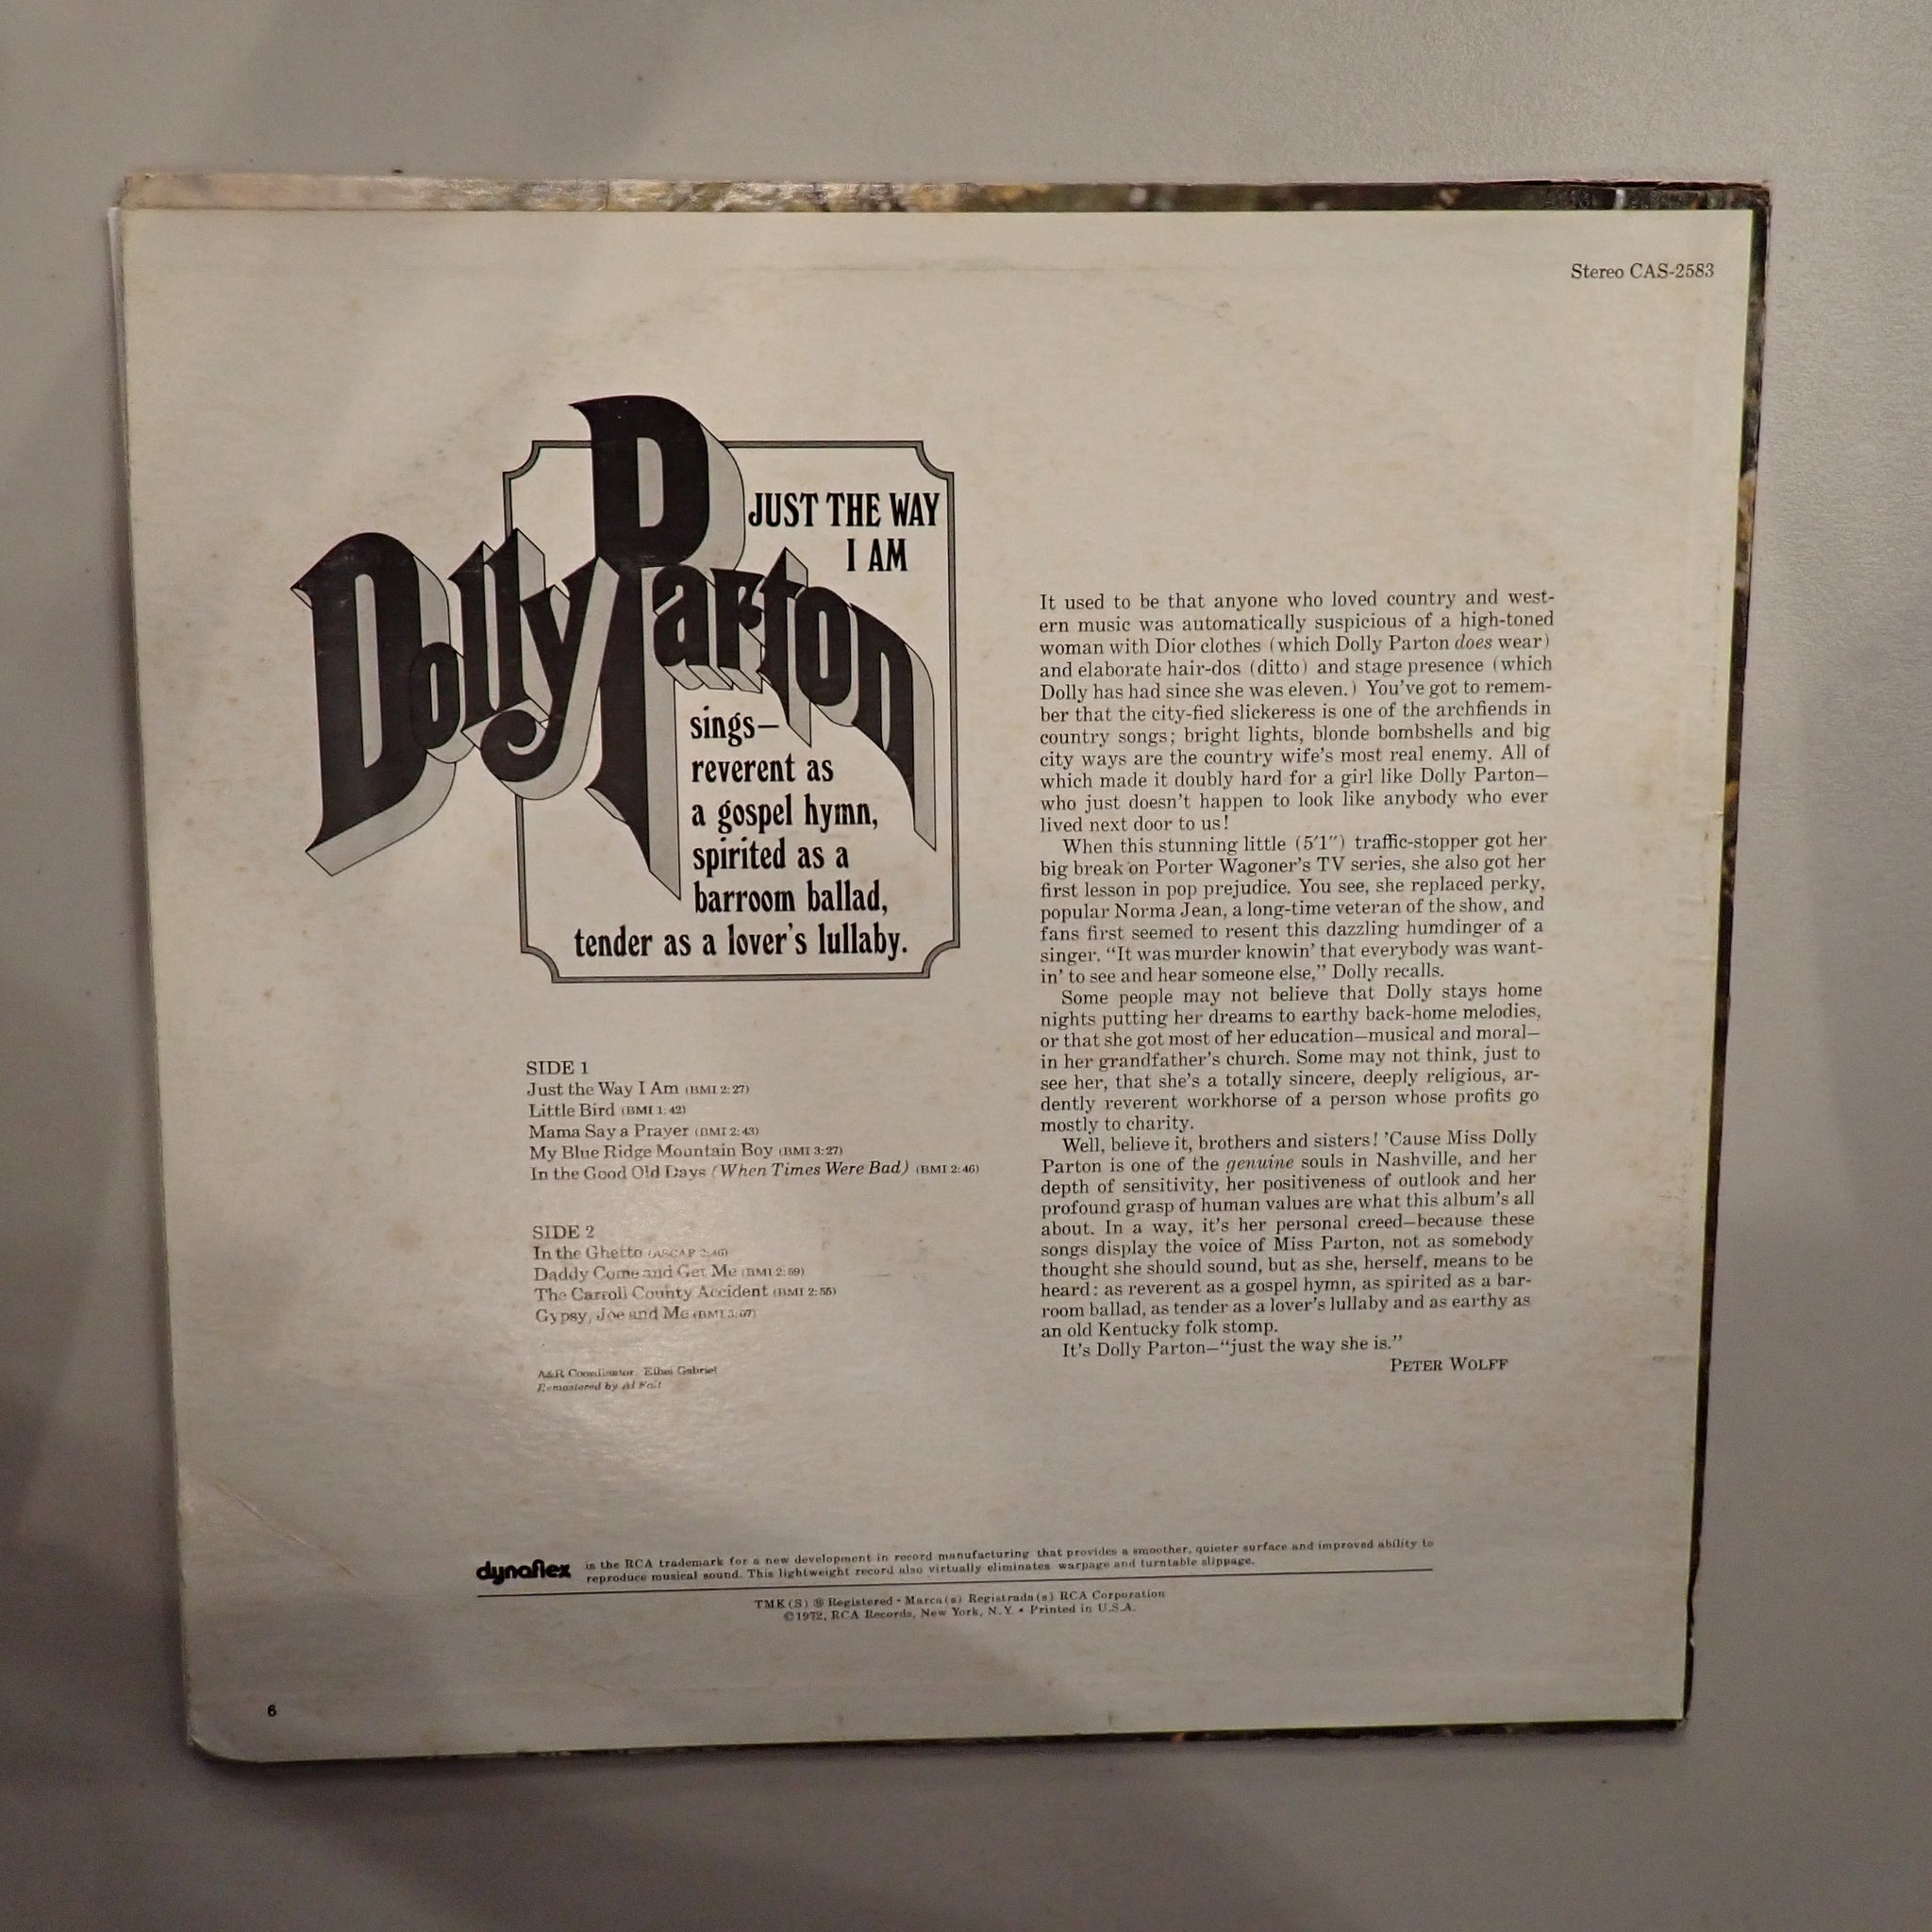 Stereo CAS-2583
Dolly Parton
JUST THE WAY
I AM
sings—
reverent as
a gospel hymn,
spirited as a
barroom ballad,
tender as a lover's lullaby.
SIDE 1
Just the Way I Am (BMI 2:27)
Little Bird (BMI 1:42)
Mama Say a Prayer (BMI 2:43)
My Blue Ridge Mountain Boy (BMI 3:27)
In the Good Old Days (When Times Were Bad) (BMI 2:46)
SIDE 2
In the Ghetto (ASCAP 2:46)
Daddy Come and Get Me (BMI 2:59)
The Carroll County Accident (BMI 2:55)
Gypsy, Joe and Me (BMI 3:07)
A&R Coordinator: Ethel Gabriel
Remastered by Al
It used to be that anyone who loved country and west-
ern music was automatically suspicious of a high-toned
woman with Dior clothes (which Dolly Parton does wear)
and elaborate hair-dos (ditto) and stage presence (which
Dolly has had since she was eleven.) You've got to remem-
ber that the city-fied slickeress is one of the archfiends in
country songs; bright lights, blonde bombshells and big
city ways are the country wife's most real enemy. All of
which made it doubly hard for a girl like Dolly Parton—
who just doesn't happen to look like anybody who ever
lived next door to us!
When this stunning little (5'1") traffic-stopper got her
big break on Porter Wagoner's TV series, she also got her
first lesson in pop prejudice. You see, she replaced perky,
popular Norma Jean, a long-time veteran of the show, and
fans first seemed to resent this dazzling humdinger of a
singer. "It was murder knowin' that everybody was want-
in' to see and hear someone else," Dolly recalls.
Some people may not believe that Dolly stays home
nights putting her dreams to earthy back-home melodies,
or that she got most of her education—musical and moral—
in her grandfather's church. Some may not think, just to
see her, that she's a totally sincere, deeply religious, ar-
dently reverent workhorse of a person whose profits go
mostly to charity.
Well, believe it, brothers and sisters! 'Cause Miss Dolly
Parton is one of the genuine souls in Nashville, and her
depth of sensitivity, her positiveness of outlook and her
profound grasp of human values are what this album's all
about. In a way, it's her personal creed—because these
songs display the voice of Miss Parton, not as somebody
thought she should sound, but as she, herself, means to be
heard: as reverent as a gospel hymn, as spirited as a bar-
room ballad, as tender as a lover's lullaby and as earthy as
an old Kentucky folk stomp.
It's Dolly Parton—"just the way she is."
PETER WOLFF
dynaflex is the RCA trademark for a new development in record manufacturing that provides a smoother, quieter surface and improved ability to
reproduce musical sound. This lightweight record also virtually eliminates warpage and turntable slippage.
TMK(S) ® Registered • Marca(s) Registrada(s) RCA Corporation
©1972, RCA Records, New York, N.Y. • Printed in U.S.A.
6